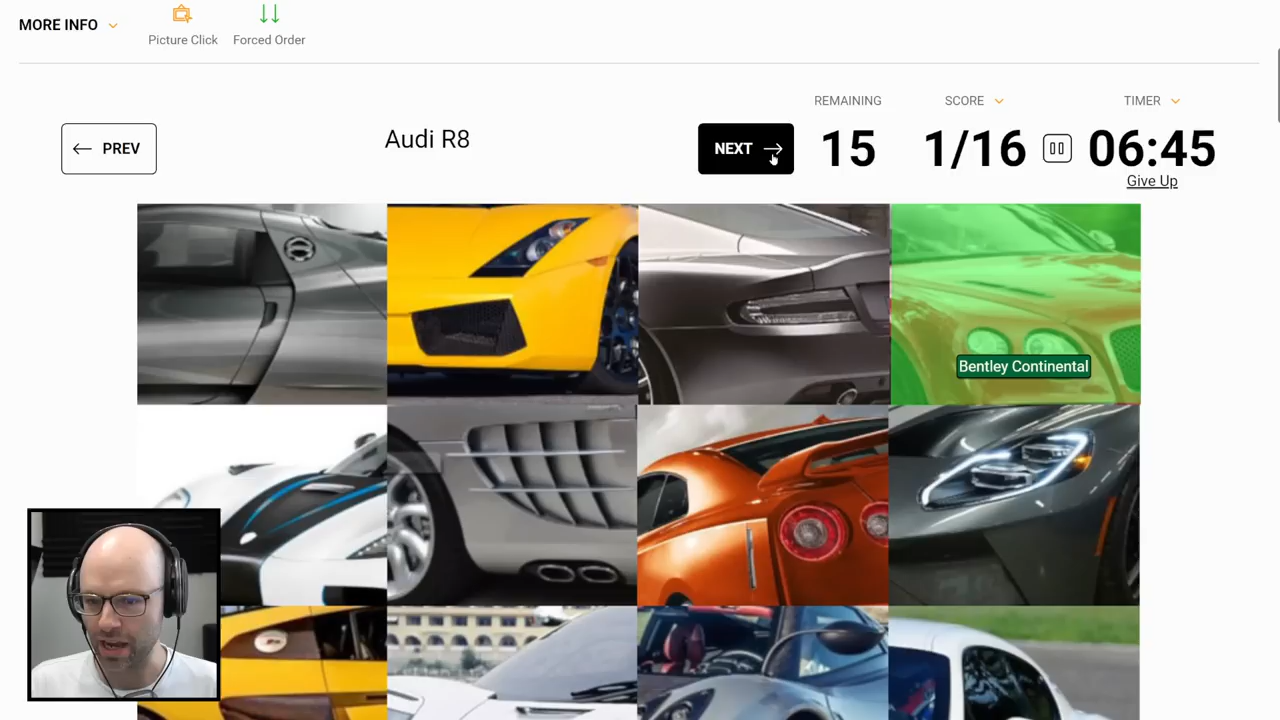 MORE INFO
Picture Click
Forced Order
PREV
Audi R8
NEXT
REMAINING
15
SCORE
1/16
TIMER
06:45
Give Up
Bentley Continental